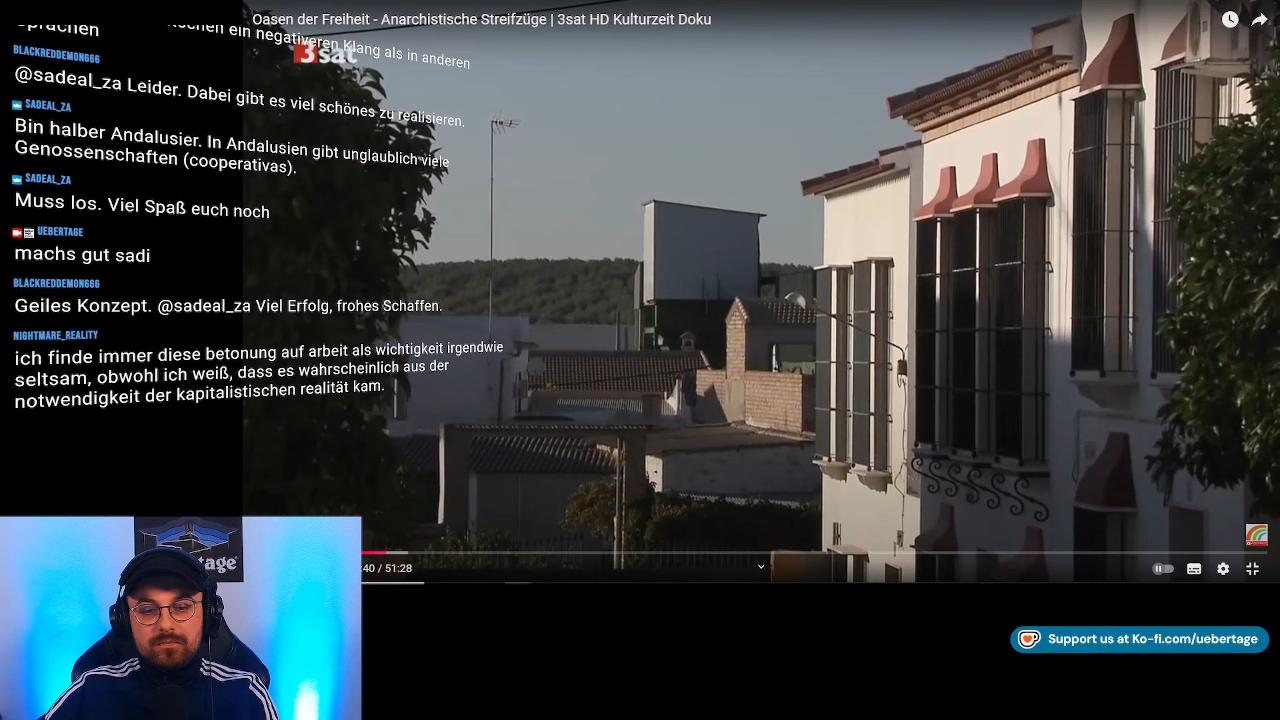 Oasen der Freiheit - Anarchistische Streifzüge | 3sat HD Kulturzeit Doku
3sat
ein negativeren Klang als in anderen
Sprachen
BLACKREDDEMON666
@sadeal_za Leider. Dabei gibt es viel schönes zu realisieren.
SADEAL_ZA
Bin halber Andalusier. In Andalusien gibt unglaublich viele
Genossenschaften (cooperativas).
SADEAL_ZA
Muss los. Viel Spaß euch noch
UEBERTAGE
machs gut sadi
BLACKREDDEMON666
Geiles Konzept. @sadeal_za Viel Erfolg, frohes Schaffen.
NIGHTMARE_REALITY
ich finde immer diese betonung auf arbeit als wichtigkeit irgendwie
seltsam, obwohl ich weiß, dass es wahrscheinlich aus der
notwendigkeit der kapitalistischen realität kam.
tage
:40 / 51:28
Support us at Ko-fi.com/uebertage